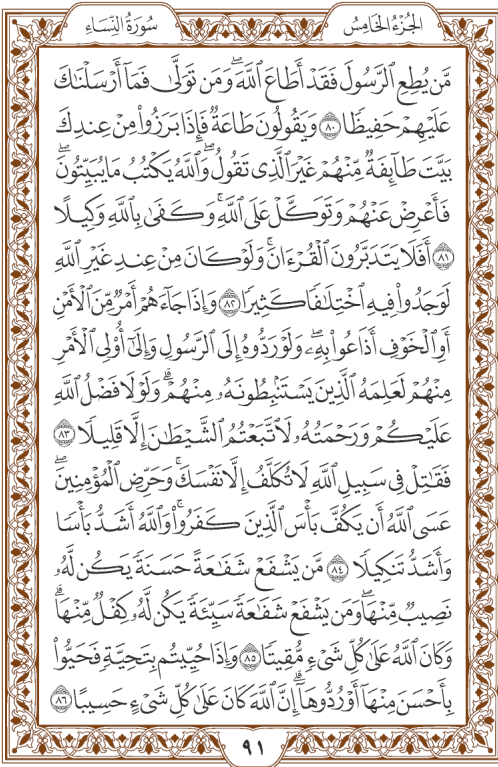 الجُزْءُ الخَامِسُ
سُورَةُ النِّسَاءِ
مَّن يُطِعِ ٱلرَّسُولَ فَقَدْ أَطَاعَ ٱللَّهَۖ وَمَن تَوَلَّىٰ فَمَآ أَرْسَلْنَٰكَ
عَلَيْهِمْ حَفِيظًا ٨٠ وَيَقُولُونَ طَاعَةٌ فَإِذَا بَرَزُوا۟ مِنْ عِندِكَ
بَيَّتَ طَآئِفَةٌ مِّنْهُمْ غَيْرَ ٱلَّذِى تَقُولُۖ وَٱللَّهُ يَكْتُبُ مَا يُبَيِّتُونَۖ
فَأَعْرِضْ عَنْهُمْ وَتَوَكَّلْ عَلَى ٱللَّهِۚ وَكَفَىٰ بِٱللَّهِ وَكِيلًا
٨١ أَفَلَا يَتَدَبَّرُونَ ٱلْقُرْءَانَۚ وَلَوْ كَانَ مِنْ عِندِ غَيْرِ ٱللَّهِ
لَوَجَدُوا۟ فِيهِ ٱخْتِلَٰفًا كَثِيرًا ٨٢ وَإِذَا جَآءَهُمْ أَمْرٌ مِّنَ ٱلْأَمْنِ
أَوِ ٱلْخَوْفِ أَذَاعُوا۟ بِهِۦۖ وَلَوْ رَدُّوهُ إِلَى ٱلرَّسُولِ وَإِلَىٰٓ أُو۟لِى ٱلْأَمْرِ
مِنْهُمْ لَعَلِمَهُ ٱلَّذِينَ يَسْتَنۢبِطُونَهُۥ مِنْهُمْۗ وَلَوْلَا فَضْلُ ٱللَّهِ
عَلَيْكُمْ وَرَحْمَتُهُۥ لَٱتَّبَعْتُمُ ٱلشَّيْطَٰنَ إِلَّا قَلِيلًا ٨٣
فَقَٰتِلْ فِى سَبِيلِ ٱللَّهِ لَا تُكَلَّفُ إِلَّا نَفْسَكَۚ وَحَرِّضِ ٱلْمُؤْمِنِينَۖ
عَسَى ٱللَّهُ أَن يَكُفَّ بَأْسَ ٱلَّذِينَ كَفَرُوا۟ۚ وَٱللَّهُ أَشَدُّ بَأْسًا
وَأَشَدُّ تَنكِيلًا ٨٤ مَّن يَشْفَعْ شَفَٰعَةً حَسَنَةً يَكُن لَّهُۥ
نَصِيبٌ مِّنْهَاۖ وَمَن يَشْفَعْ شَفَٰعَةً سَيِّئَةً يَكُن لَّهُۥ كِفْلٌ مِّنْهَاۗ
وَكَانَ ٱللَّهُ عَلَىٰ كُلِّ شَىْءٍ مُّقِيتًا ٨٥ وَإِذَا حُيِّيتُم بِتَحِيَّةٍ فَحَيُّوا۟
بِأَحْسَنَ مِنْهَآ أَوْ رُدُّوهَآۗ إِنَّ ٱللَّهَ كَانَ عَلَىٰ كُلِّ شَىْءٍ حَسِيبًا ٨٦
٩١